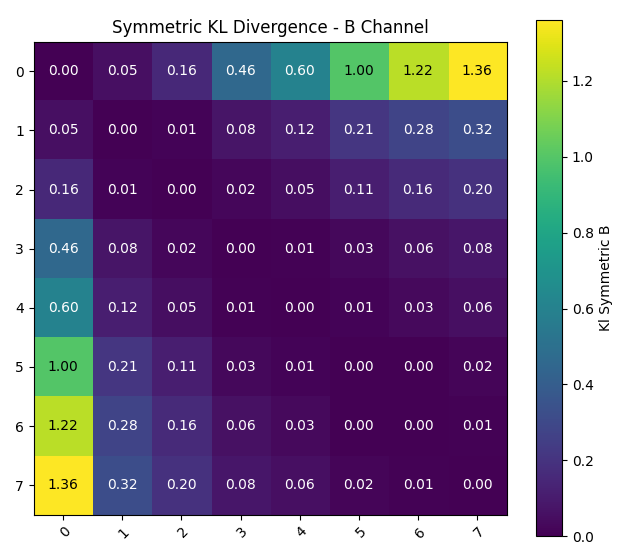 Symmetric KL Divergence - B Channel
0 0.00 0.05 0.16 0.46 0.60 1.00 1.22 1.36
1 0.05 0.00 0.01 0.08 0.12 0.21 0.28 0.32
2 0.16 0.01 0.00 0.02 0.05 0.11 0.16 0.20
3 0.46 0.08 0.02 0.00 0.01 0.03 0.06 0.08
4 0.60 0.12 0.05 0.01 0.00 0.01 0.03 0.06
5 1.00 0.21 0.11 0.03 0.01 0.00 0.00 0.02
6 1.22 0.28 0.16 0.06 0.03 0.00 0.00 0.01
7 1.36 0.32 0.20 0.08 0.06 0.02 0.01 0.00
0 1 2 3 4 5 6 7
1.2
1.0
0.8
0.6
0.4
0.2
0.0
Kl Symmetric B